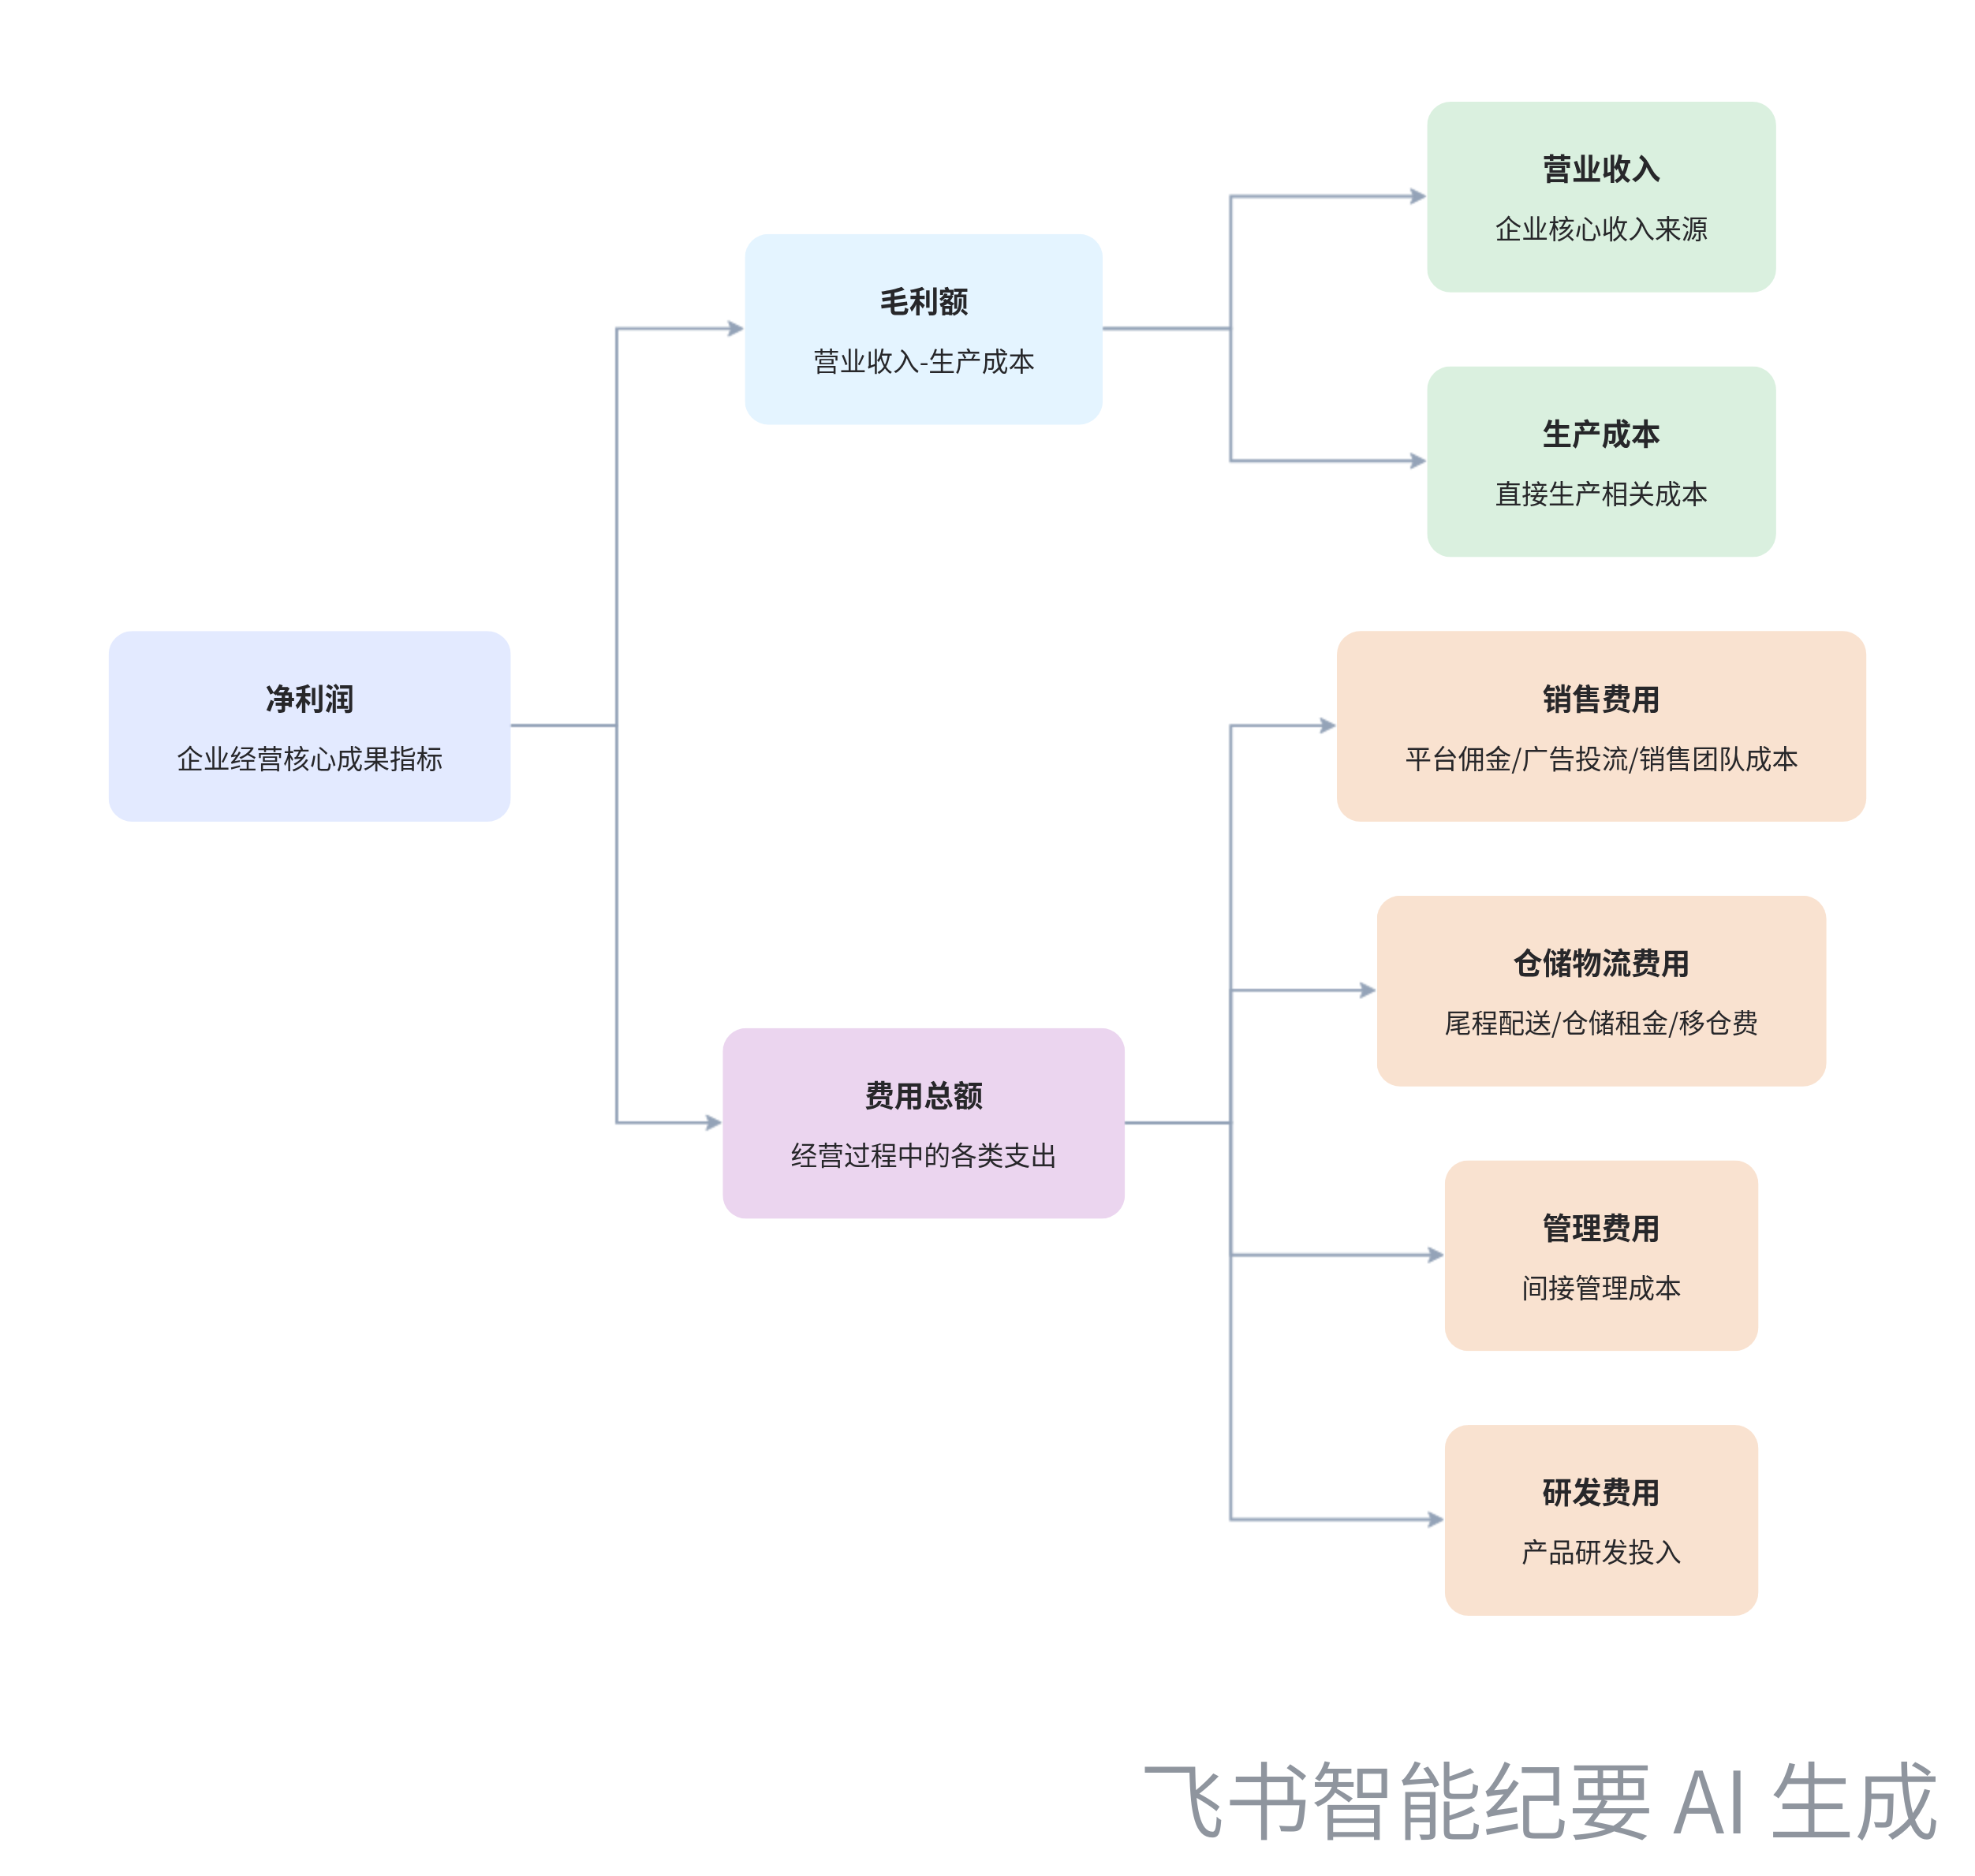 营业收入
企业核心收入来源
毛利额
营业收入-生产成本
生产成本
直接生产相关成本
净利润
企业经营核心成果指标
销售费用
平台佣金/广告投流/销售团队成本
仓储物流费用
尾程配送/仓储租金/移仓费
费用总额
经营过程中的各类支出
管理费用
间接管理成本
研发费用
产品研发投入
飞书智能纪要 AI 生成